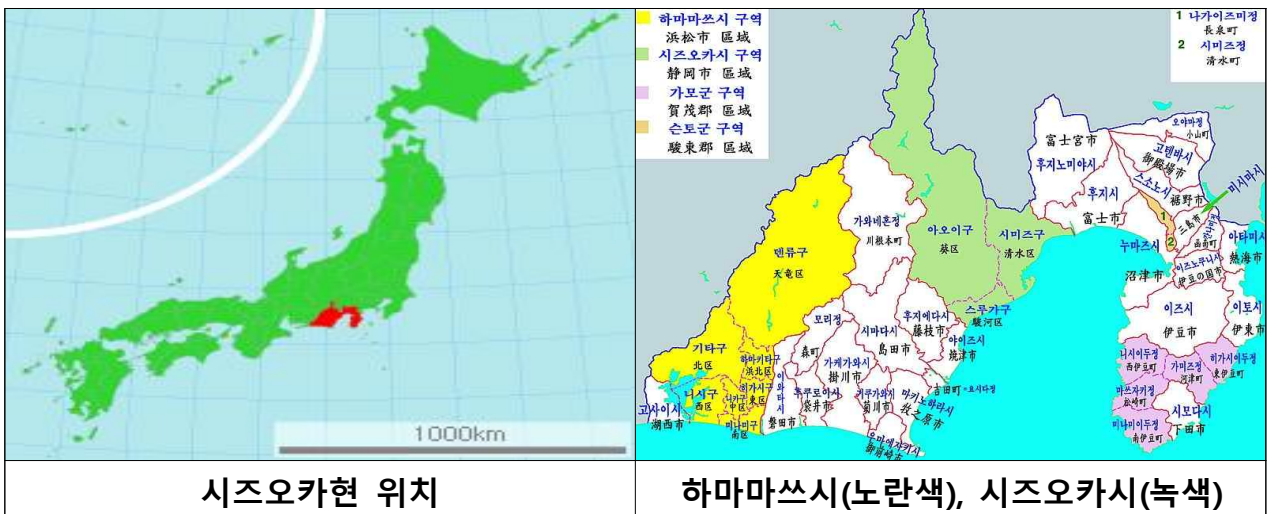 1000km
시즈오카현 위치
하마마쓰시 구역
浜松市 區域
시즈오카시 구역
静岡市 區域
가모군 구역
賀茂郡 區域
슨토군 구역
駿東郡 區域
1 나가이즈미정
長泉町
2 시미즈정
清水町
오야마정
小山町
고텐바시
御殿場市
富士宮市
후지노미야시
스소노시
裾野市
미시마시
三島市
후지시
富士市
1
2
函南町
아타미시
熱海市
누마즈시
沼津市
이즈노쿠니시
伊豆の国市
이즈시
伊豆市
이토시
伊東市
니시이두정
西伊豆町
가미즈정
河津町
히가시이두정
東伊豆町
마쓰자키정
松崎町
시모다시
下田市
미나미이두정
南伊豆町
가와네혼정
川根本町
아오이구
葵区
시미즈구
清水区
스루가구
駿河区
덴류구
天竜区
모리정
森町
시마다시
島田市
후지에다시
藤枝市
야이즈시
焼津市
기타구
北区
하마키타구
浜北区
니시구
西区
나카구
中区
히가시구
東区
미나미구
南区
고사이시
湖西市
이와타시
磐田市
후쿠로이시
袋井市
가케가와시
掛川市
키쿠가와시
菊川市
마키노하라시
牧之原市
吉田町
요시다정
오마에자키시
御前崎市
하마마쓰시(노란색), 시즈오카시(녹색)